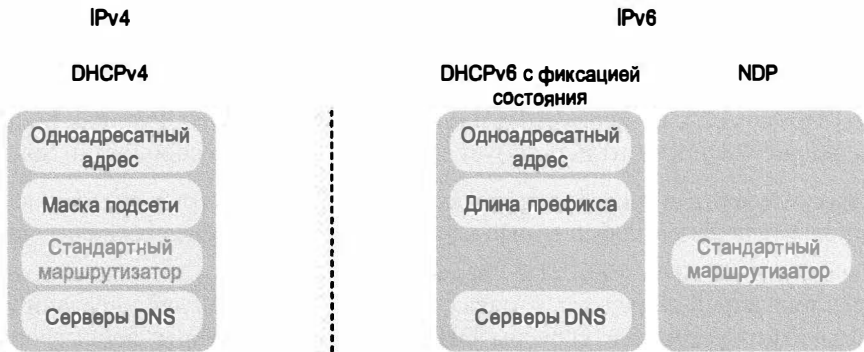 IPv4
IPv6
DHCPv4
DHCPv6 с фиксацией
состояния
NDP
Одноадресатный
адрес
Маска подсети
Стандартный
маршрутизатор
Серверы DNS
Одноадресатный
адрес
Длина префикса
Серверы DNS
Стандартный
маршрутизатор